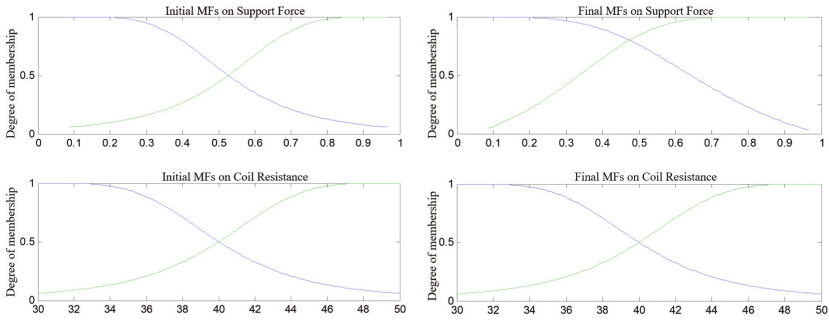 Initial MFs on Support Force
Degree of membership
1
0.5
0
0 0.1 0.2 0.3 0.4 0.5 0.6 0.7 0.8 0.9 1
Final MFs on Support Force
Degree of membership
1
0.5
0
0 0.1 0.2 0.3 0.4 0.5 0.6 0.7 0.8 0.9 1
Initial MFs on Coil Resistance
Degree of membership
1
0.5
0
30 32 34 36 38 40 42 44 46 48 50
Final MFs on Coil Resistance
Degree of membership
1
0.5
0
30 32 34 36 38 40 42 44 46 48 50